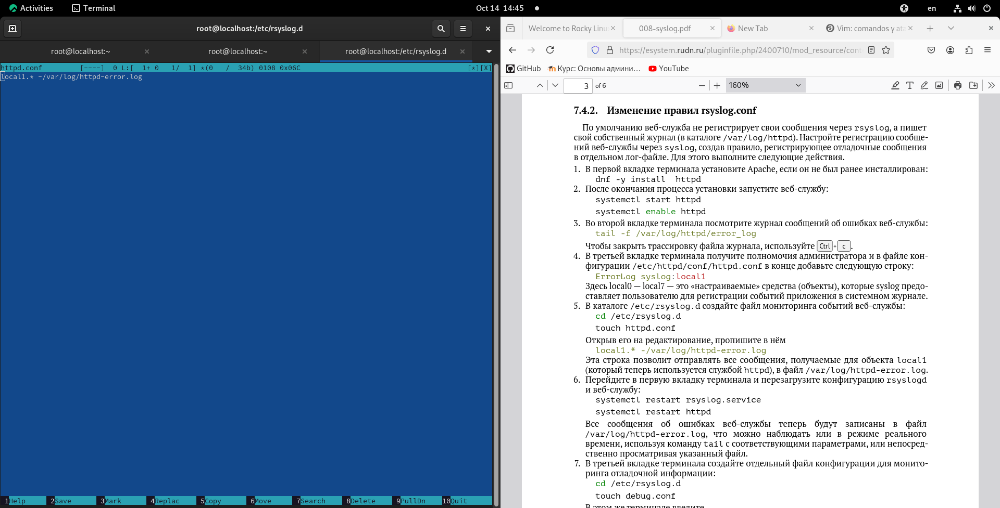 Activities
Terminal
Oct 14 14:45
en
root@localhost:/etc/rsyslog.d
root@localhost:~
root@localhost:~
root@localhost:/etc/rsyslog.d
httpd.conf [----] 0 L:[ 1+ 0 1/ 1] *(0 / 34b) 0108 0x06C [*][X]
local1.* -/var/log/httpd-error.log
1Help 2Save 3Mark 4Replac 5Copy 6Move 7Search 8Delete 9PullDn 10Quit
Welcome to Rocky Linu
008-syslog.pdf
New Tab
Vim: comandos y ata
https://esystem.rudn.ru/pluginfile.php/2400710/mod_resource/cont
GitHub
Курс: Основы админи…
YouTube
3 of 6
160%
7.4.2. Изменение правил rsyslog.conf
По умолчанию веб-служба не регистрирует свои сообщения через rsyslog, а пишет
свой собственный журнал (в каталоге /var/log/httpd). Настройте регистрацию сообще-
ний веб-службы через syslog, создав правило, регистрирующее отладочные сообщения
в отдельном лог-файле. Для этого выполните следующие действия.
1. В первой вкладке терминала установите Apache, если он не был ранее инсталлирован:
dnf -y install httpd
2. После окончания процесса установки запустите веб-службу:
systemctl start httpd
systemctl enable httpd
3. Во второй вкладке терминала посмотрите журнал сообщений об ошибках веб-службы:
tail -f /var/log/httpd/error_log
Чтобы закрыть трассировку файла журнала, используйте Ctrl + c .
4. В третьей вкладке терминала получите полномочия администратора и в файле кон-
фигурации /etc/httpd/conf/httpd.conf в конце добавьте следующую строку:
ErrorLog syslog:local1
Здесь local0 — local7 — это «настраиваемые» средства (объекты), которые syslog предо-
ставляет пользователю для регистрации событий приложения в системном журнале.
5. В каталоге /etc/rsyslog.d создайте файл мониторинга событий веб-службы:
cd /etc/rsyslog.d
touch httpd.conf
Открыв его на редактирование, пропишите в нём
local1.* -/var/log/httpd-error.log
Эта строка позволит отправлять все сообщения, получаемые для объекта local1
(который теперь используется службой httpd), в файл /var/log/httpd-error.log.
6. Перейдите в первую вкладку терминала и перезагрузите конфигурацию rsyslogd
и веб-службу:
systemctl restart rsyslog.service
systemctl restart httpd
Все сообщения об ошибках веб-службы теперь будут записаны в файл
/var/log/httpd-error.log, что можно наблюдать или в режиме реального
времени, используя команду tail с соответствующими параметрами, или непосред-
ственно просматривая указанный файл.
7. В третьей вкладке терминала создайте отдельный файл конфигурации для монито-
ринга отладочной информации:
cd /etc/rsyslog.d
touch debug.conf
В этом же терминале введите